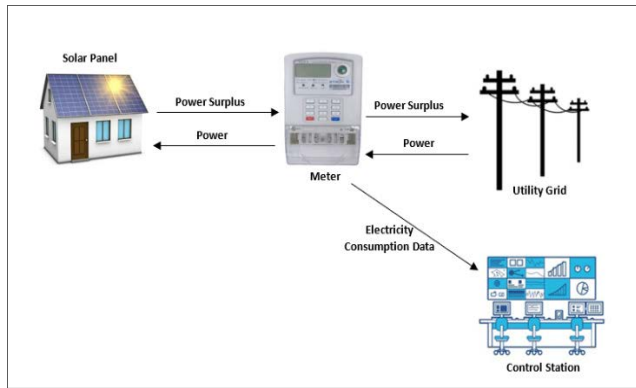 Solar Panel
Power Surplus
Power
Meter
Power Surplus
Power
Utility Grid
Electricity
Consumption Data
Control Station